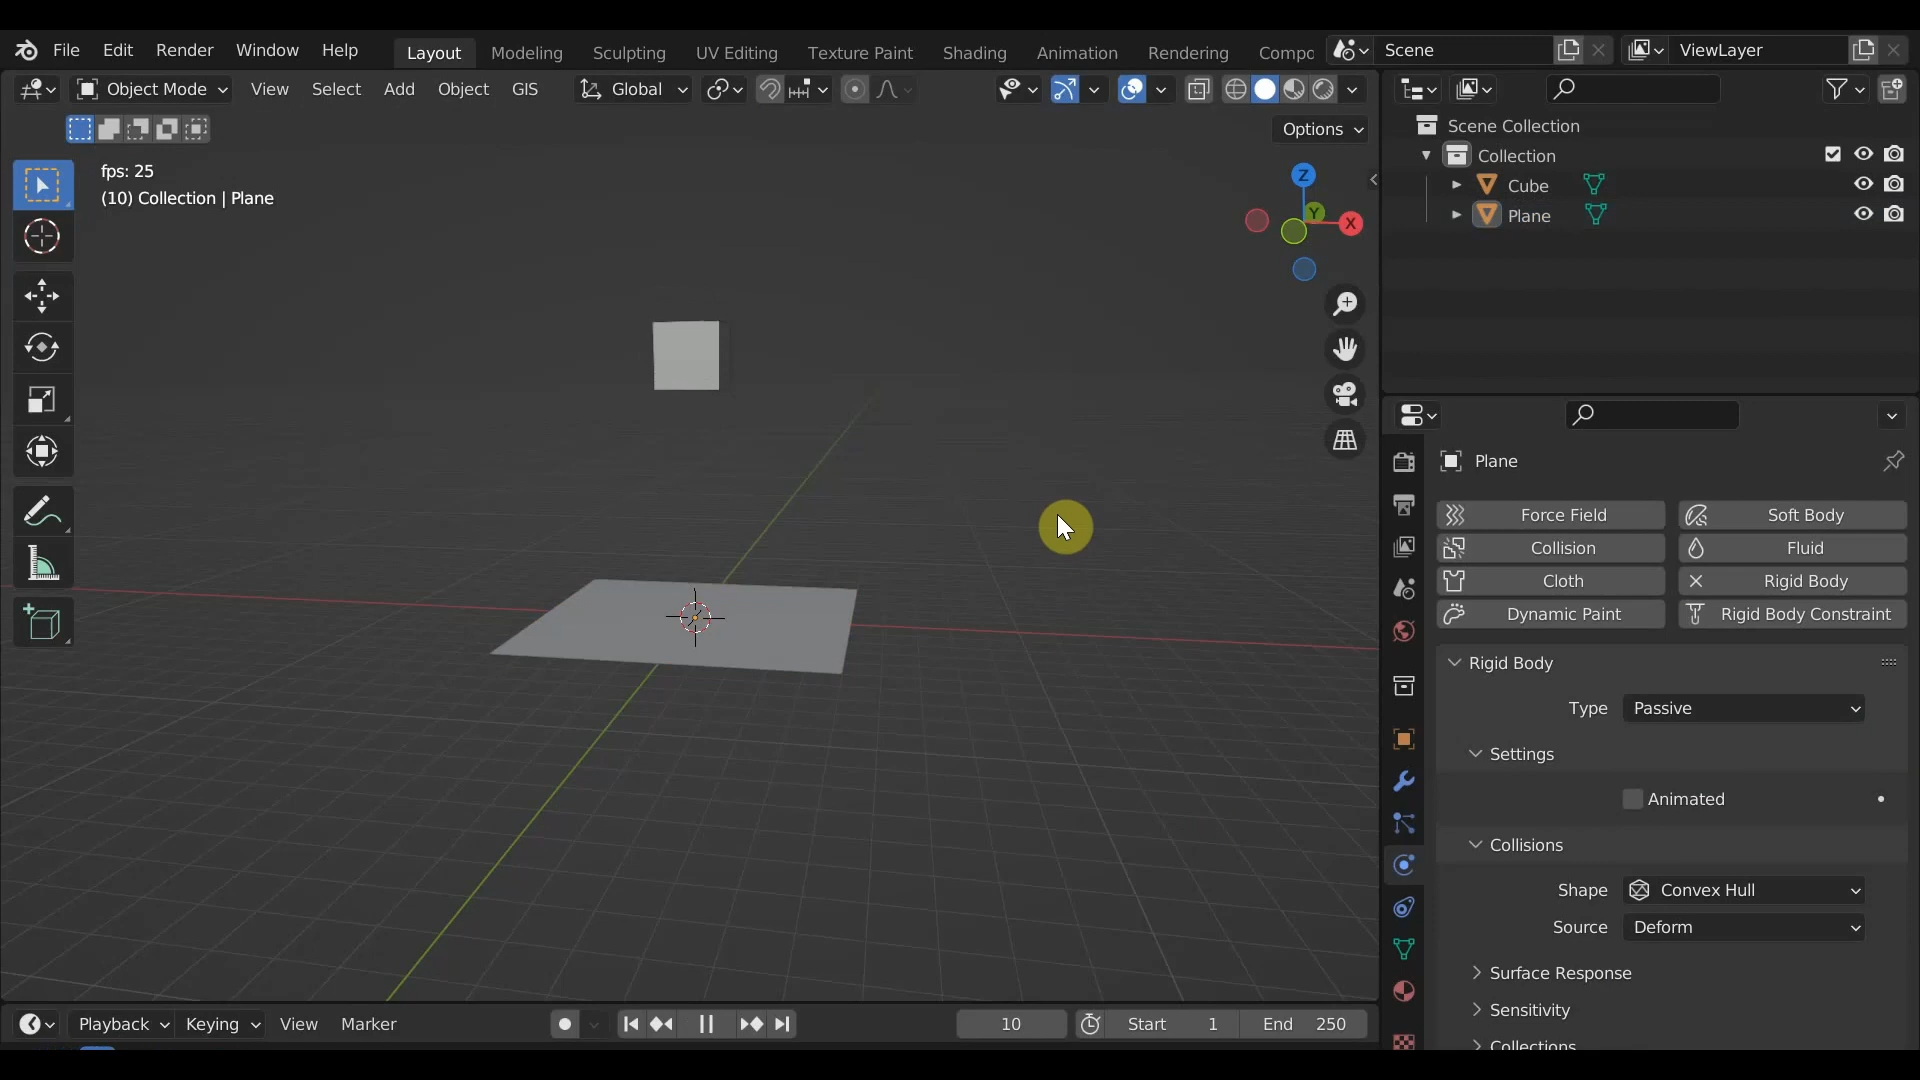 File Edit Render Window Help Layout Modeling Sculpting UV Editing Texture Paint Shading Animation Rendering Compo Scene ViewLayer
Object Mode View Select Add Object GIS Global
Options
fps: 25
(10) Collection | Plane
Z
Y
X
Scene Collection
Collection
Cube
Plane
Plane
Force Field Soft Body
Collision Fluid
Cloth Rigid Body
Dynamic Paint Rigid Body Constraint
Rigid Body
Type Passive
Settings
Animated
Collisions
Shape Convex Hull
Source Deform
Surface Response
Sensitivity
Collections
Playback Keying View Marker 10 Start 1 End 250